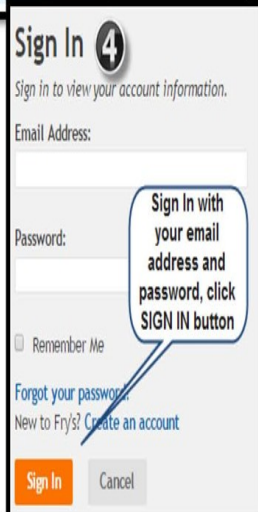 Sign In 4
Sign in to view your account information.
Email Address:
Sign In with
your email
address and
password, click
SIGN IN button
Password:
Remember Me
Forgot your password?
New to Fry's? Create an account
Sign In
Cancel